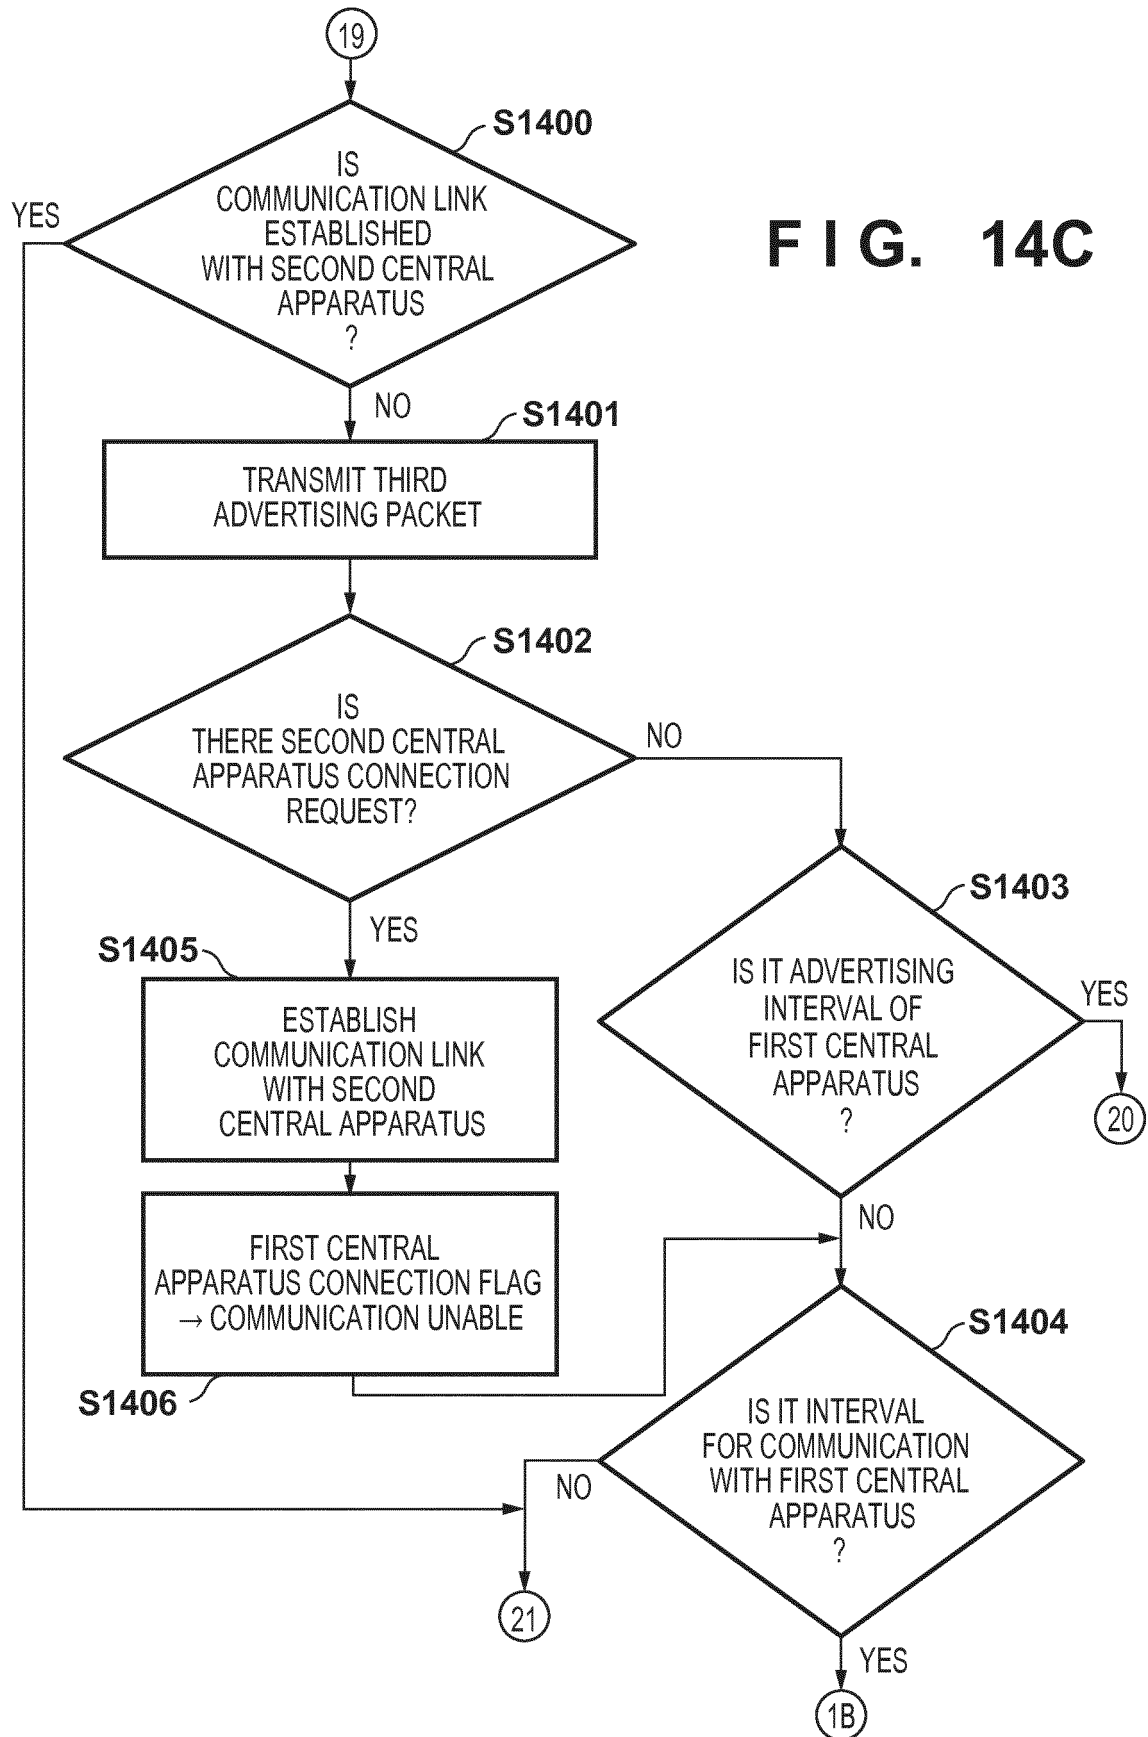 19
S1400
IS
COMMUNICATION LINK
ESTABLISHED
WITH SECOND CENTRAL
APPARATUS
?
YES
FIG. 14C
NO
S1401
TRANSMIT THIRD
ADVERTISING PACKET
S1402
IS
THERE SECOND CENTRAL
APPARATUS CONNECTION
REQUEST?
NO
YES
S1403
IS IT ADVERTISING
INTERVAL OF
FIRST CENTRAL
APPARATUS
?
YES
20
NO
S1405
ESTABLISH
COMMUNICATION LINK
WITH SECOND
CENTRAL APPARATUS
FIRST CENTRAL
APPARATUS CONNECTION FLAG
→ COMMUNICATION UNABLE
S1406
S1404
IS IT INTERVAL
FOR COMMUNICATION
WITH FIRST CENTRAL
APPARATUS
?
NO
21
YES
1B